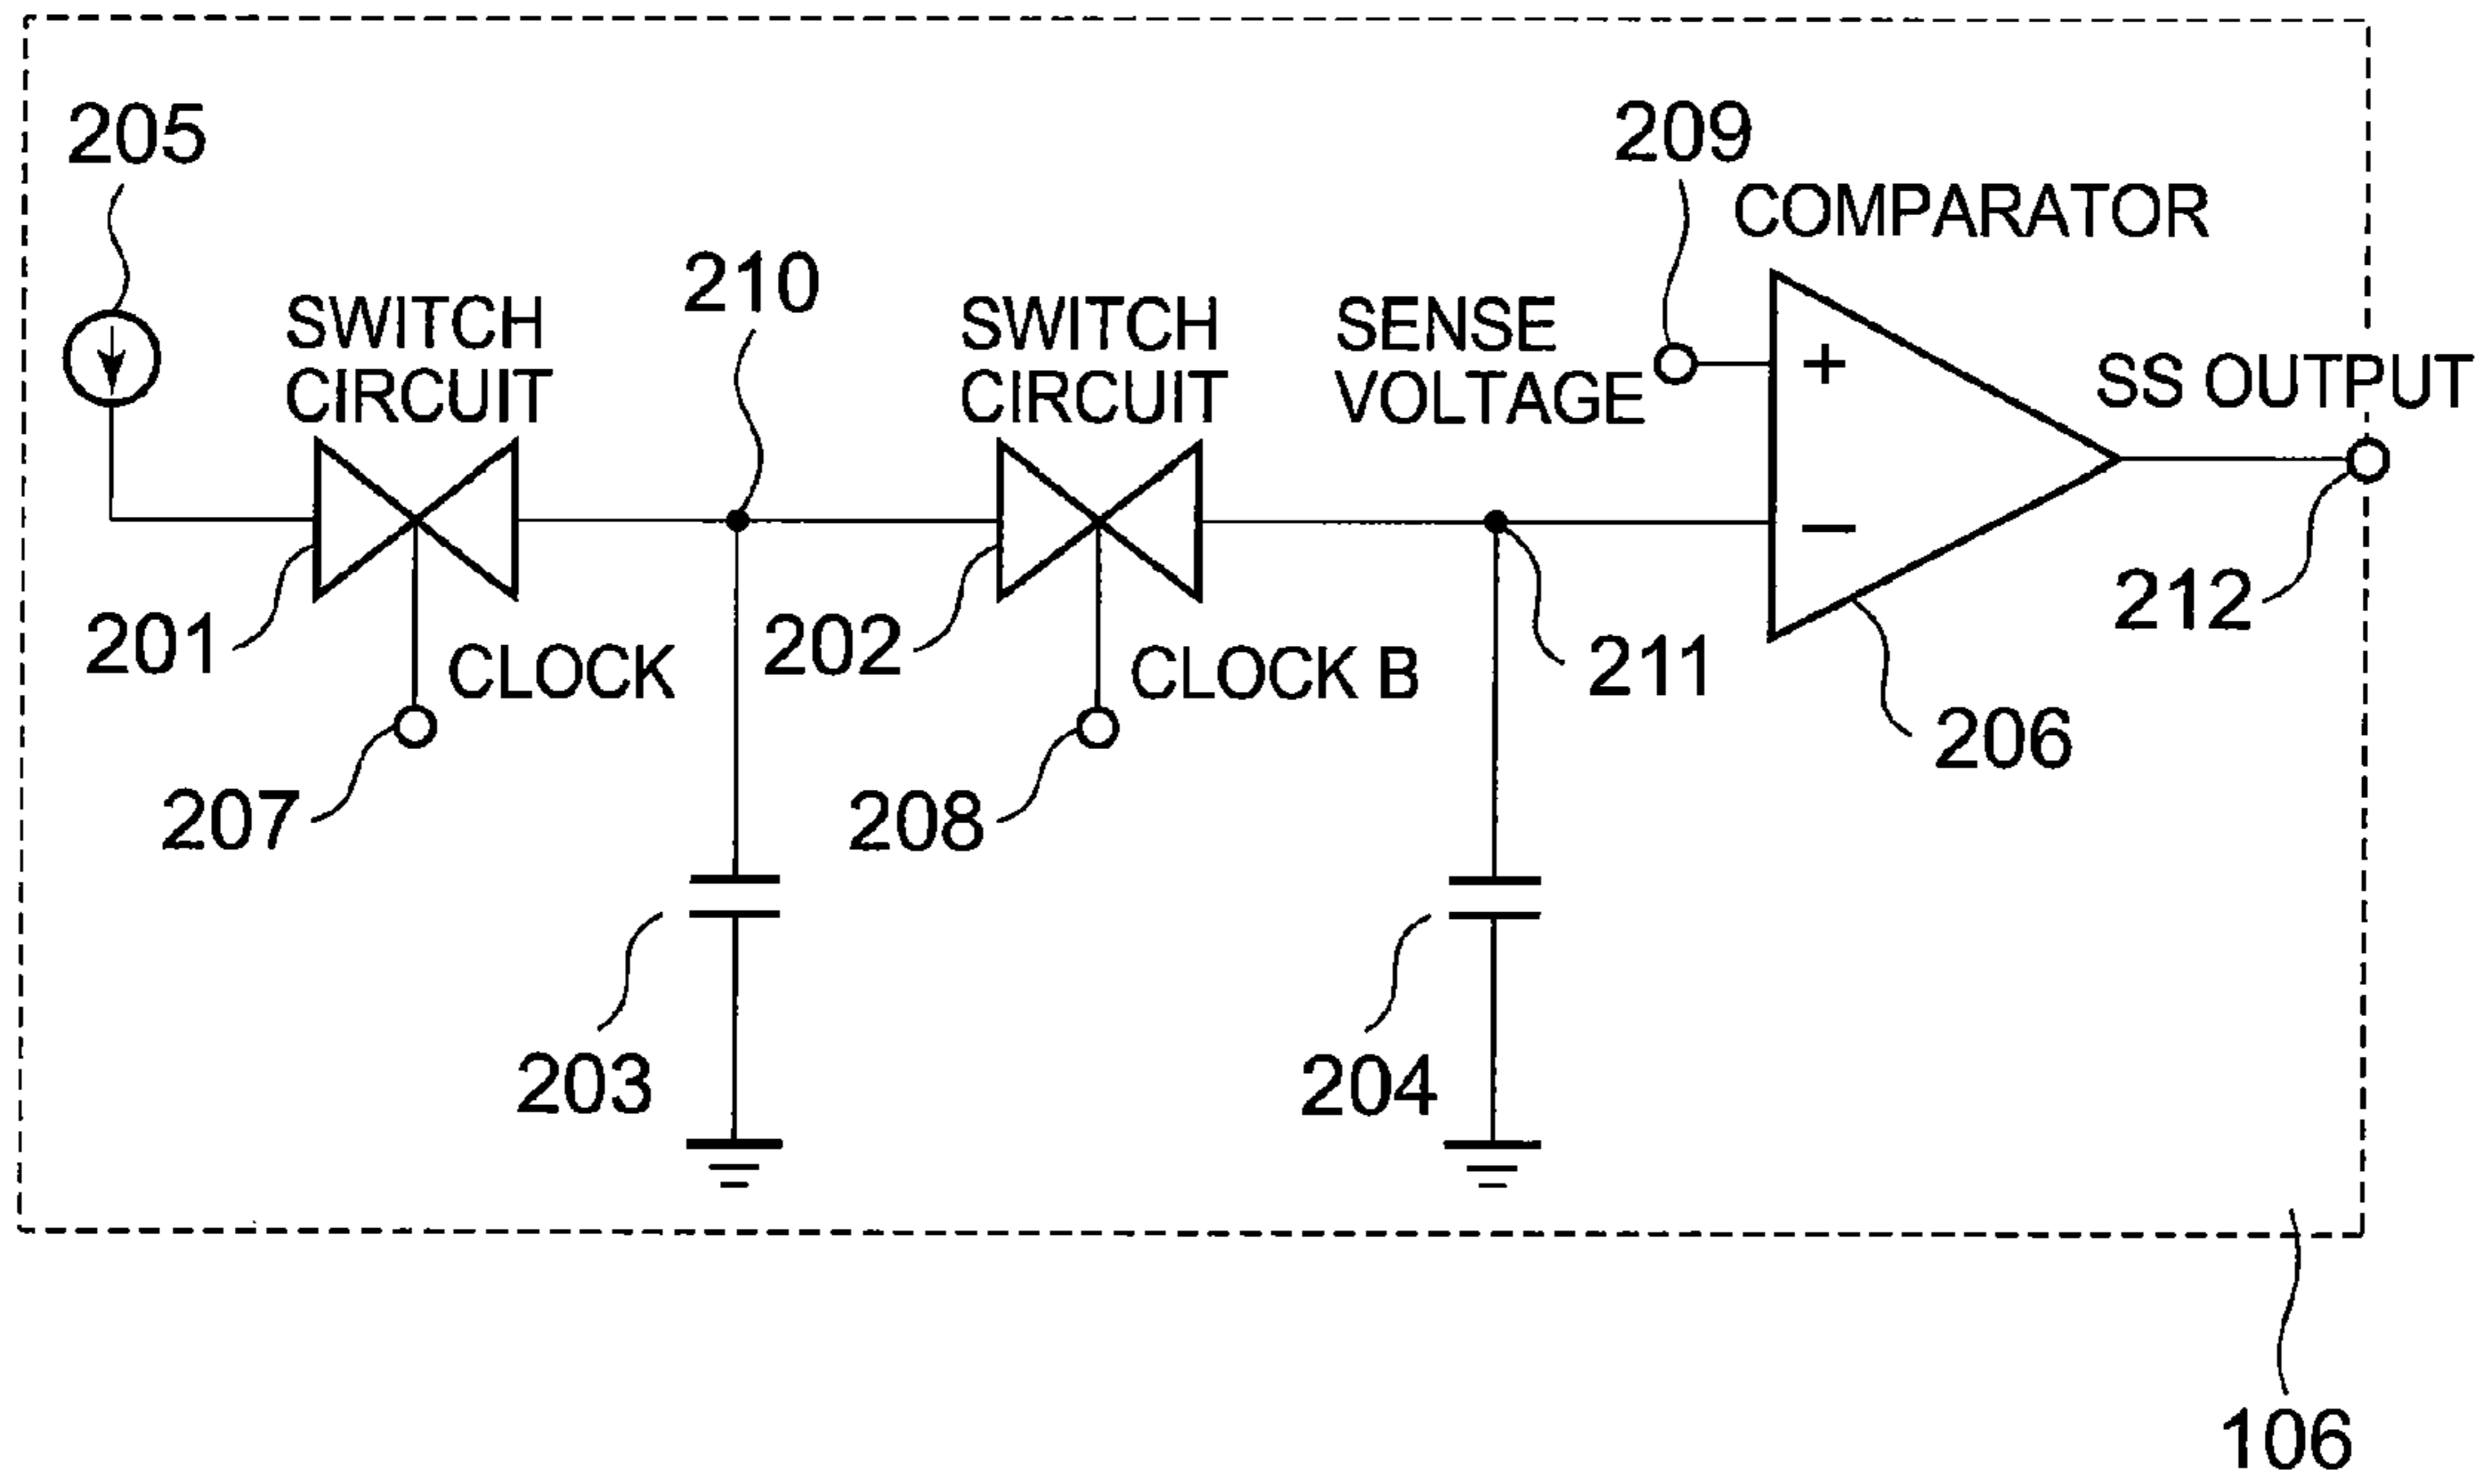 205
209
COMPARATOR
210
SWITCH
CIRCUIT
SWITCH
CIRCUIT
SENSE
VOLTAGE
+
SS OUTPUT
−
201
CLOCK
202
CLOCK B
211
212
206
207
208
203
204
106